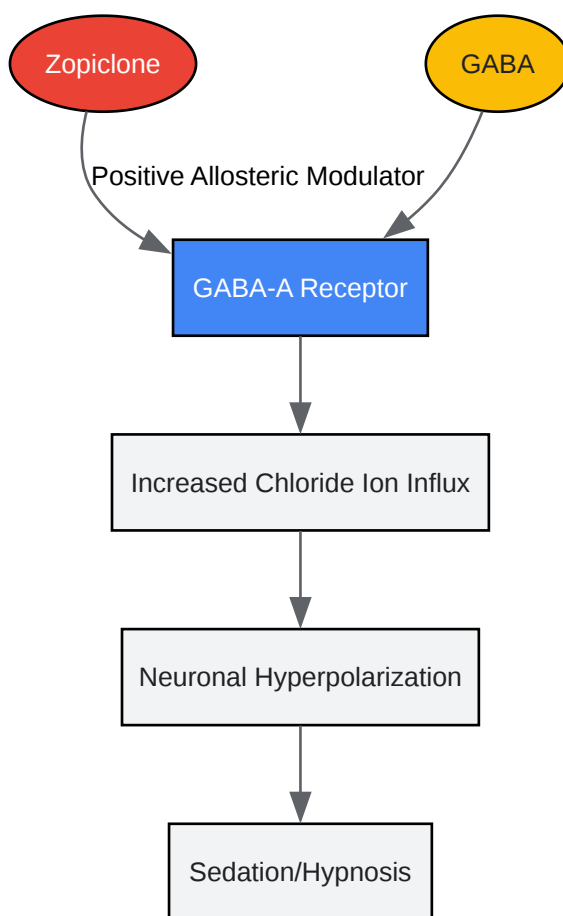 Zopiclone
GABA
Positive Allosteric Modulator
GABA-A Receptor
Increased Chloride Ion Influx
Neuronal Hyperpolarization
Sedation/Hypnosis